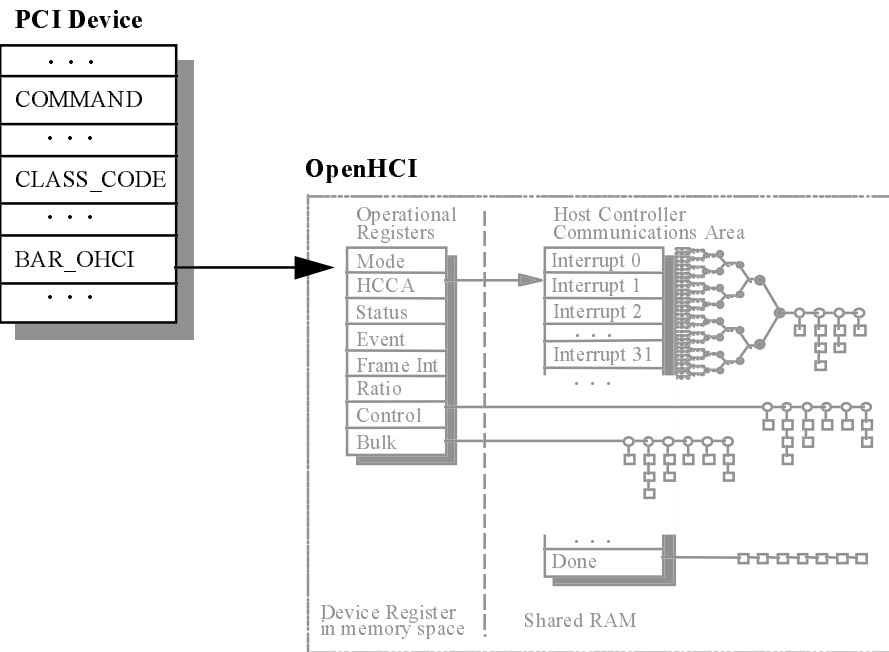 PCI Device
. . .
COMMAND
. . .
CLASS_CODE
. . .
BAR_OHCI
. . .
OpenHCI
Operational
Registers
Mode
HCCA
Status
Event
Frame Int
Ratio
Control
Bulk
Device Register
in memory space
Host Controller
Communications Area
Interrupt 0
Interrupt 1
Interrupt 2
. . .
Interrupt 31
. . .
. . .
Done
Shared RAM